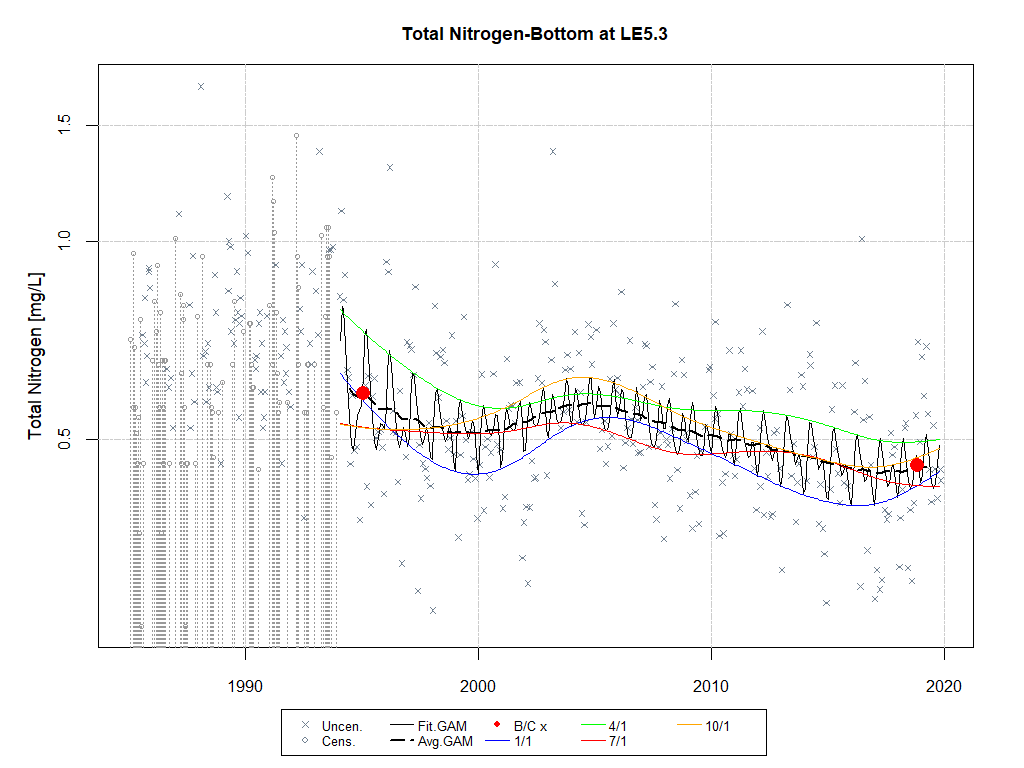 Total Nitrogen-Bottom at LE5.3
Total Nitrogen [mg/L]
1.5
1.0
0.5
1990 2000 2010 2020
Uncen. Fit.GAM B/C x 4/1 10/1
Cens. Avg.GAM 1/1 7/1